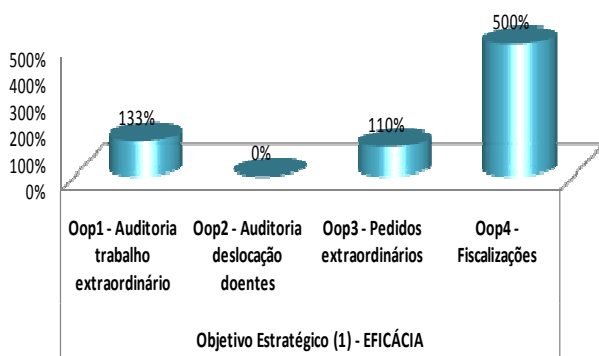 500%
400%
300%
200%
100%
0%
133%
0%
110%
500%
Oop1 - Auditoria
trabalho
extraordinário
Oop2 - Auditoria
deslocação
doentes
Oop3 - Pedidos
extraordinários
Oop4 -
Fiscalizações
Objetivo Estratégico (1) - EFICÁCIA